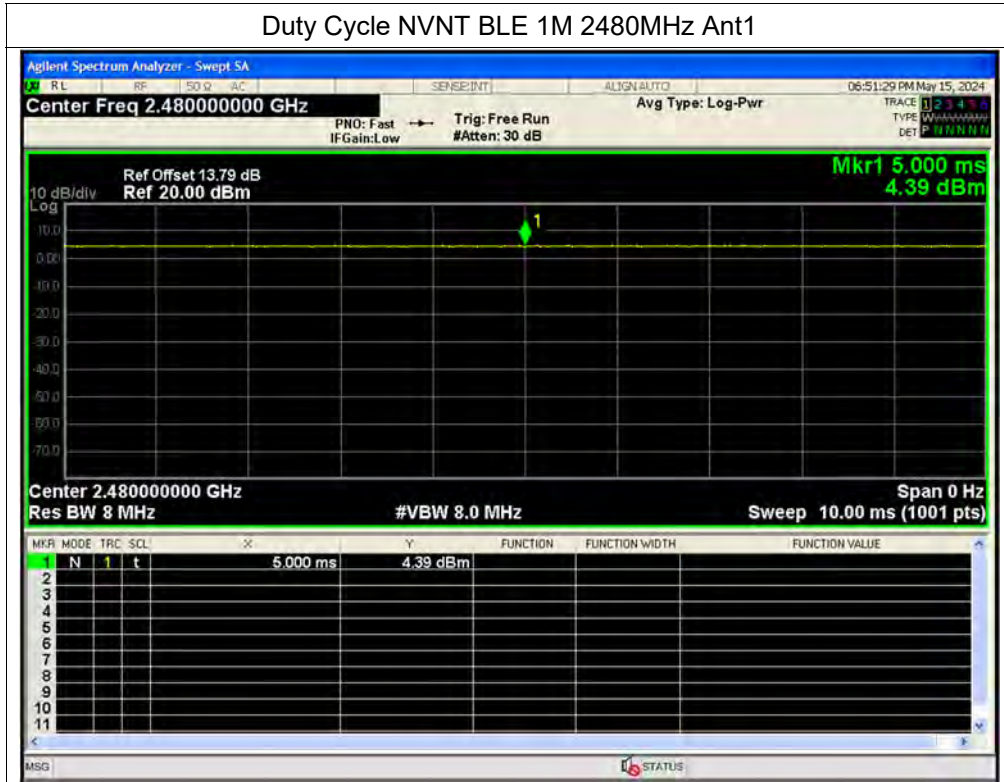 Duty Cycle NVNT BLE 1M 2480MHz Ant1
Agilent Spectrum Analyzer - Swept SA
RL RF 50 Ω AC SENSE:INT ALIGN AUTO 06:51:29 PM May 15, 2024
Center Freq 2.480000000 GHz
PNO: Fast
IFGain:Low
Trig: Free Run
#Atten: 30 dB
Avg Type: Log-Pwr
TRACE 1 2 3 4 5 6
TYPE W
DET P N N N N N
Mkr1 5.000 ms
4.39 dBm
Ref Offset 13.79 dB
10 dB/div Ref 20.00 dBm
Log
1
10.0
0.00
-10.0
-20.0
-30.0
-40.0
-50.0
-60.0
-70.0
Center 2.480000000 GHz Span 0 Hz
Res BW 8 MHz #VBW 8.0 MHz Sweep 10.00 ms (1001 pts)
MKR MODE TRC SCL X Y FUNCTION FUNCTION WIDTH FUNCTION VALUE
1 N 1 t 5.000 ms 4.39 dBm
2
3
4
5
6
7
8
9
10
11
MSG STATUS